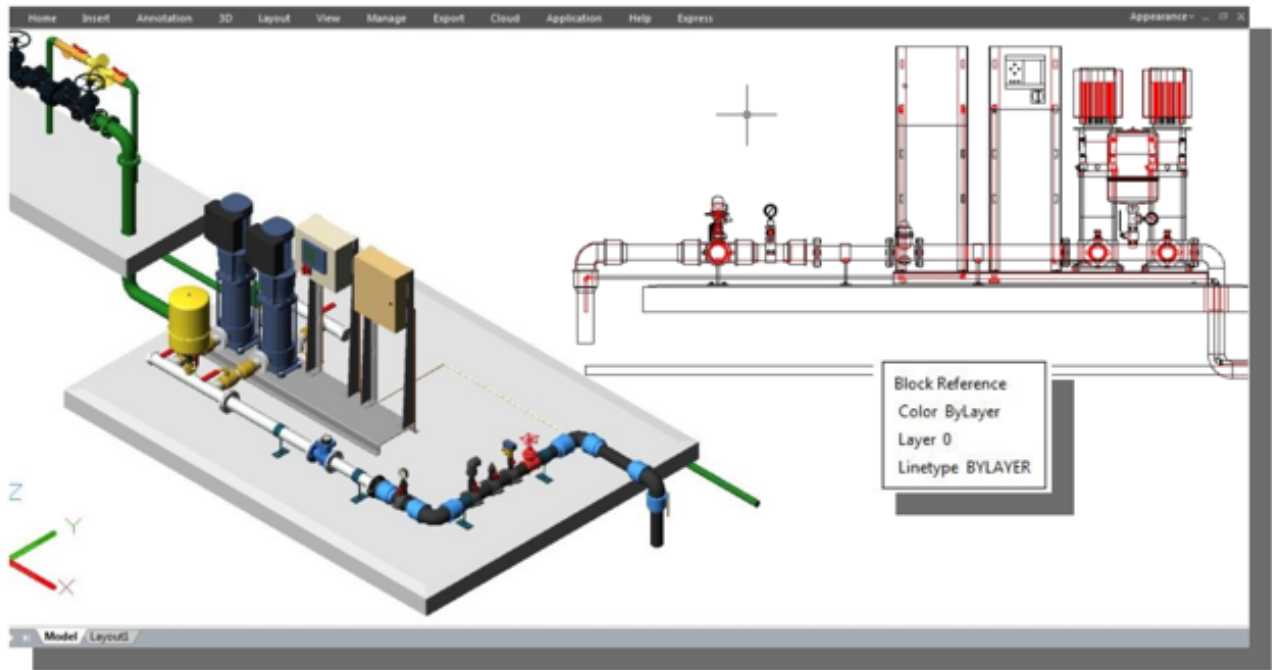 Home Insert Annotation 3D Layout View Manage Export Cloud Application Help Express Appearance
Block Reference
Color ByLayer
Layer 0
Linetype BYLAYER
Z
Y
X
Model Layout1